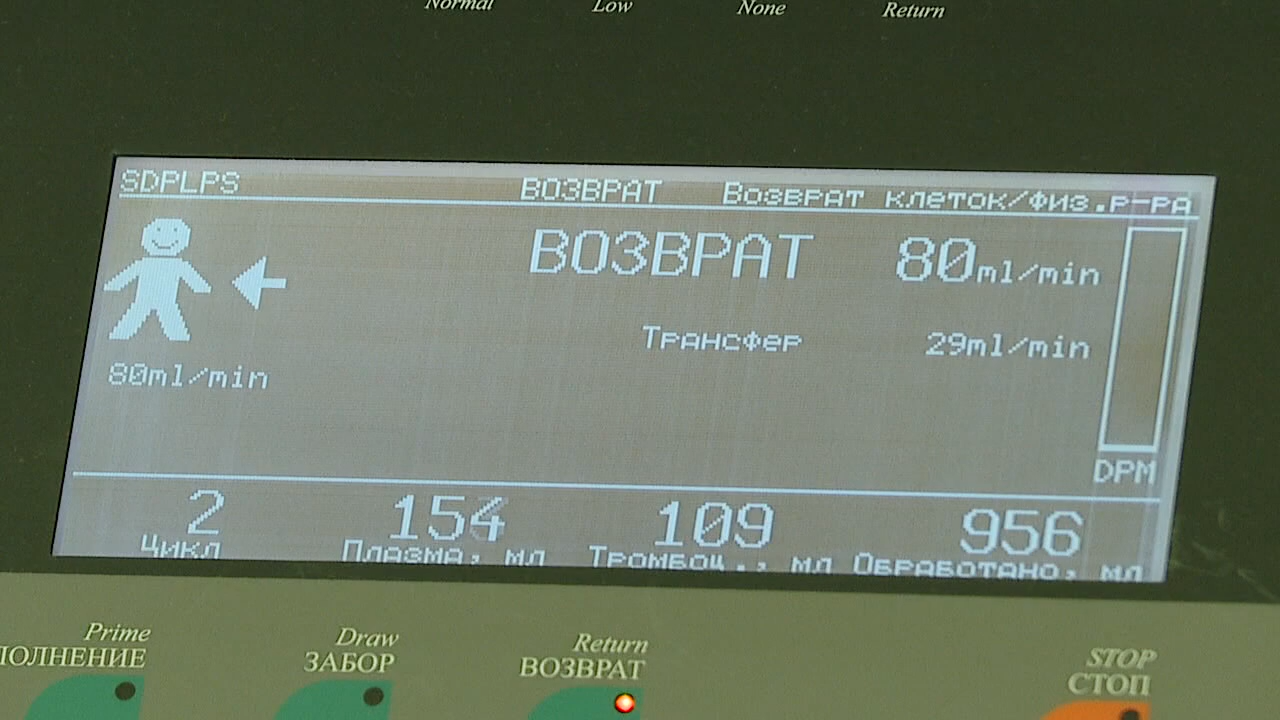 Normal Low None Return
SDPLPS ВОЗВРАТ Возврат клеток/физ.р-ра
ВОЗВРАТ 80ml/min
Трансфер 29ml/min
80ml/min
DPM
2 154 109 956
Цикл Плазма, мл Тромбоц., мл Обработано, мл
Prime Draw Return STOP
ПОЛНЕНИЕ ЗАБОР ВОЗВРАТ СТОП